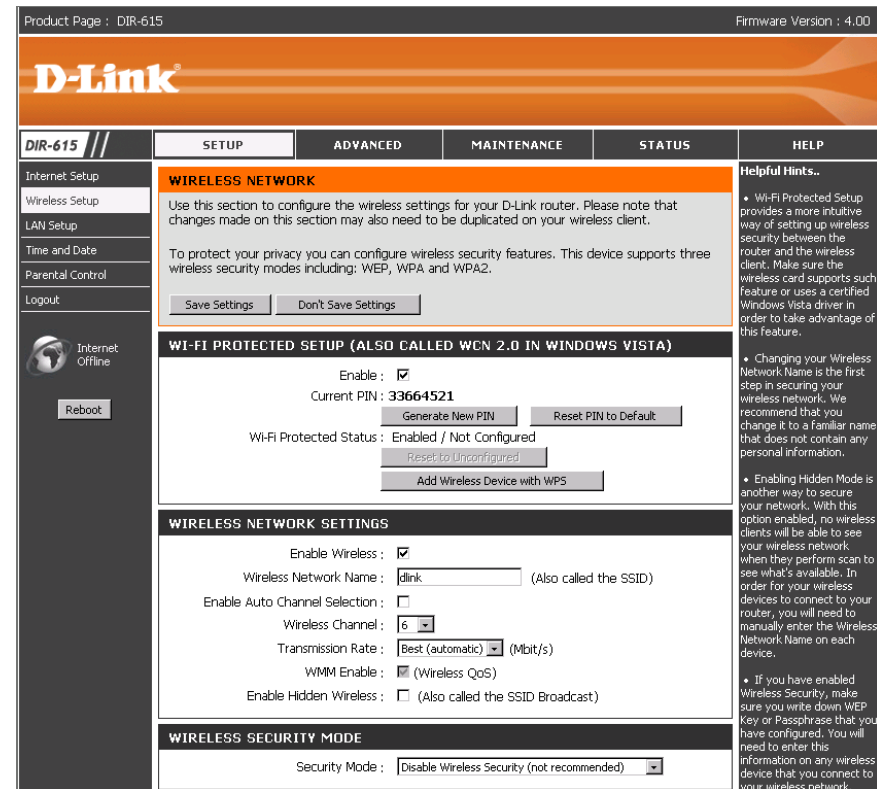 Product Page : DIR-615
Firmware Version : 4.00
D-Link®
DIR-615
SETUP
ADVANCED
MAINTENANCE
STATUS
HELP
Internet Setup
Wireless Setup
LAN Setup
Time and Date
Parental Control
Logout
Internet
Offline
Reboot
WIRELESS NETWORK
Use this section to configure the wireless settings for your D-Link router. Please note that
changes made on this section may also need to be duplicated on your wireless client.
To protect your privacy you can configure wireless security features. This device supports three
wireless security modes including: WEP, WPA and WPA2.
Save Settings
Don't Save Settings
WI-FI PROTECTED SETUP (ALSO CALLED WCN 2.0 IN WINDOWS VISTA)
Enable :
Current PIN : 33664521
Generate New PIN
Reset PIN to Default
Wi-Fi Protected Status : Enabled / Not Configured
Reset to Unconfigured
Add Wireless Device with WPS
WIRELESS NETWORK SETTINGS
Enable Wireless :
Wireless Network Name : dlink (Also called the SSID)
Enable Auto Channel Selection :
Wireless Channel : 6
Transmission Rate : Best (automatic) (Mbit/s)
WMM Enable : (Wireless QoS)
Enable Hidden Wireless : (Also called the SSID Broadcast)
WIRELESS SECURITY MODE
Security Mode : Disable Wireless Security (not recommended)
Helpful Hints..
• Wi-Fi Protected Setup
provides a more intuitive
way of setting up wireless
security between the
router and the wireless
client. Make sure the
wireless card supports such
feature or uses a certified
Windows Vista driver in
order to take advantage of
this feature.
• Changing your Wireless
Network Name is the first
step in securing your
wireless network. We
recommend that you
change it to a familiar name
that does not contain any
personal information.
• Enabling Hidden Mode is
another way to secure
your network. With this
option enabled, no wireless
clients will be able to see
your wireless network
when they perform scan to
see what's available. In
order for your wireless
devices to connect to your
router, you will need to
manually enter the Wireless
Network Name on each
device.
• If you have enabled
Wireless Security, make
sure you write down WEP
Key or Passphrase that you
have configured. You will
need to enter this
information on any wireless
device that you connect to
your wireless network